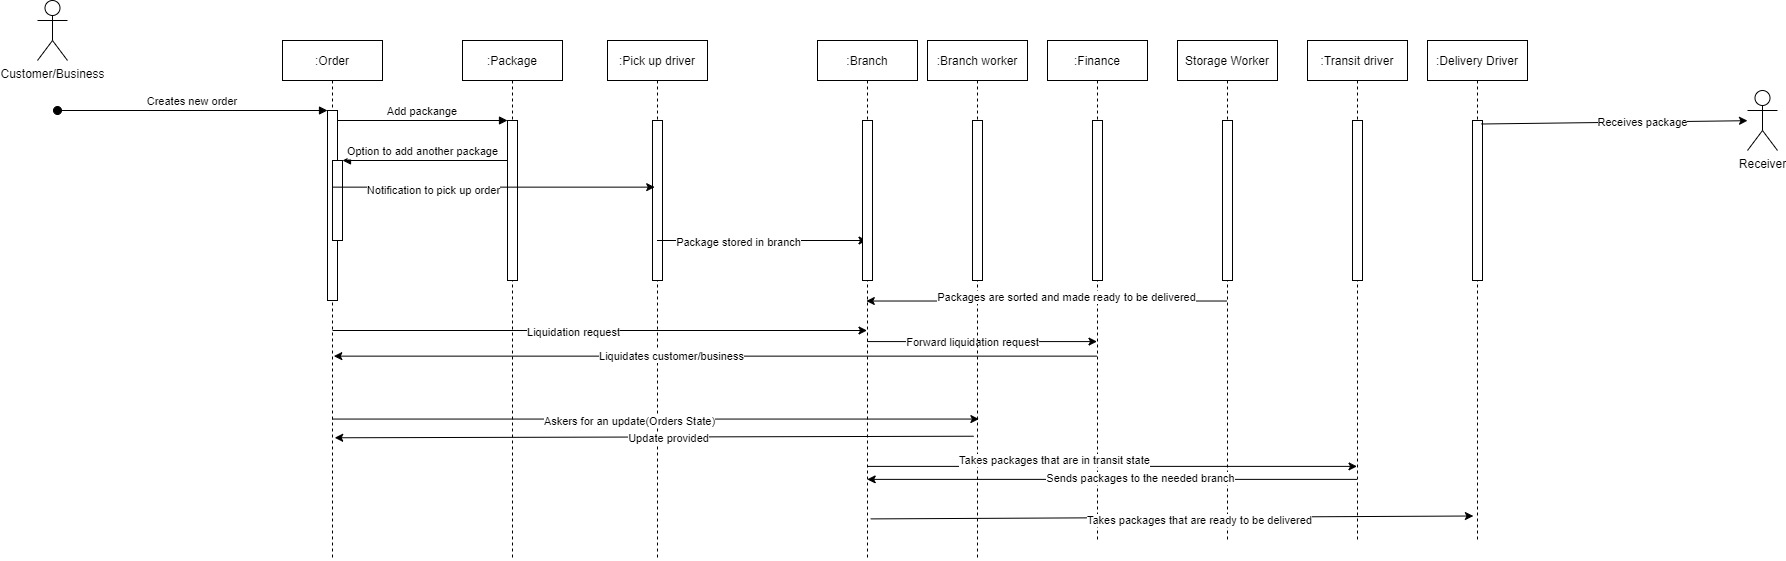 Customer/Business
:Order
:Package
:Pick up driver
:Branch
:Branch worker
:Finance
Storage Worker
:Transit driver
:Delivery Driver
Receiver
Creates new order
Add packange
Receives package
Option to add another package
Notification to pick up order
Package stored in branch
Packages are sorted and made ready to be delivered
Liquidation request
Forward liquidation request
Liquidates customer/business
Askers for an update(Orders State)
Update provided
Takes packages that are in transit state
Sends packages to the needed branch
Takes packages that are ready to be delivered